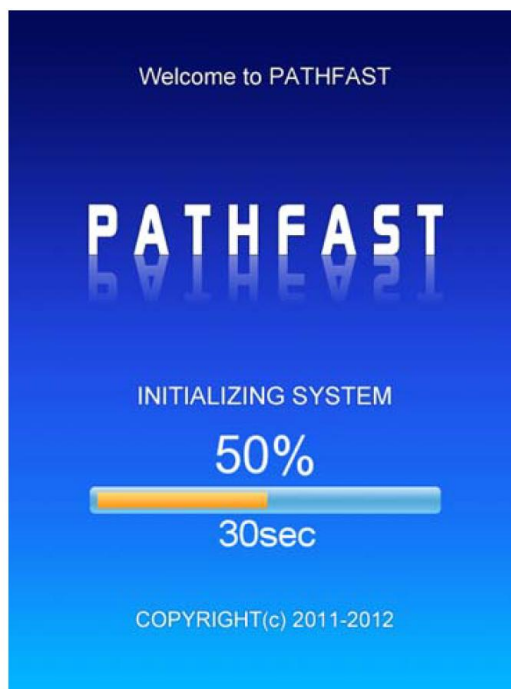 Welcome to PATHFAST
PATHFAST
INITIALIZING SYSTEM
50%
30sec
COPYRIGHT(c) 2011-2012